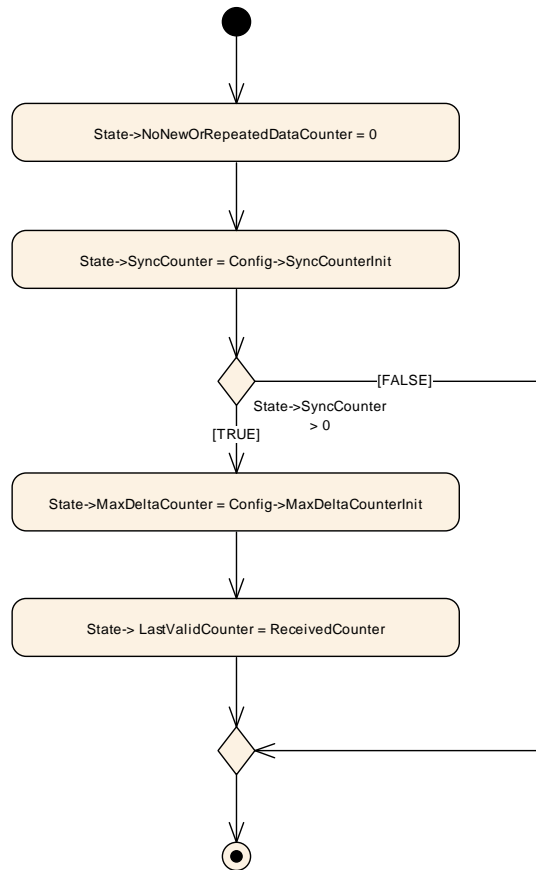 State->NoNewOrRepeatedDataCounter = 0
State->SyncCounter = Config->SyncCounterInit
[FALSE]
State->SyncCounter
> 0
[TRUE]
State->MaxDeltaCounter = Config->MaxDeltaCounterInit
State-> LastValidCounter = ReceivedCounter